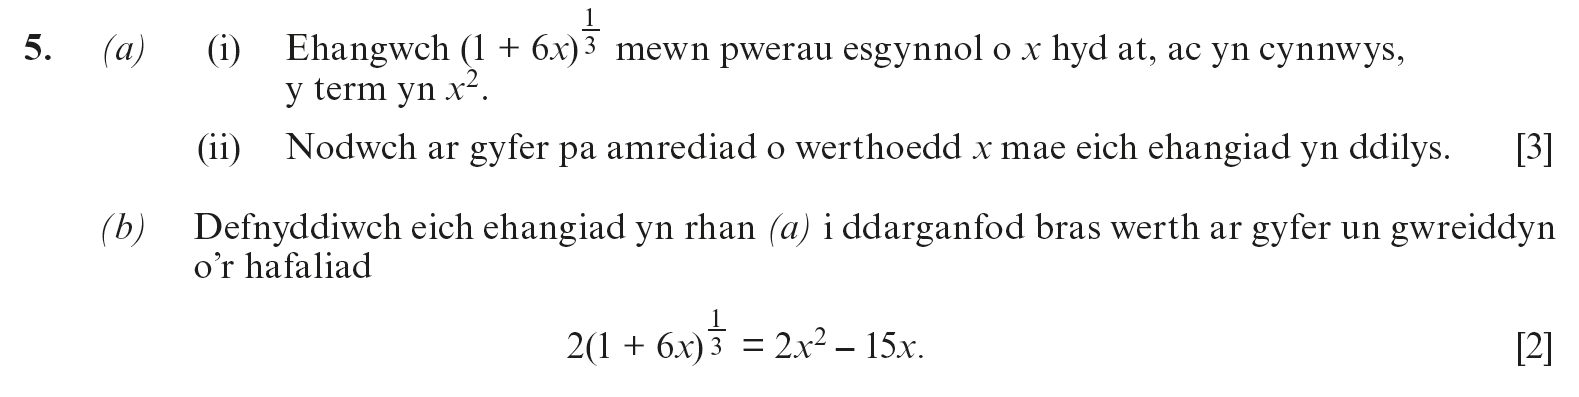 5. (a) (i) Ehangwch (1 + 6x)^{1/3} mewn pwerau esgynnol o x hyd at, ac yn cynnwys,
y term yn x².
(ii) Nodwch ar gyfer pa amrediad o werthoedd x mae eich ehangiad yn ddilys. [3]
(b) Defnyddiwch eich ehangiad yn rhan (a) i ddarganfod bras werth ar gyfer un gwreiddyn
o’r hafaliad
2(1 + 6x)^{1/3} = 2x² – 15x. [2]